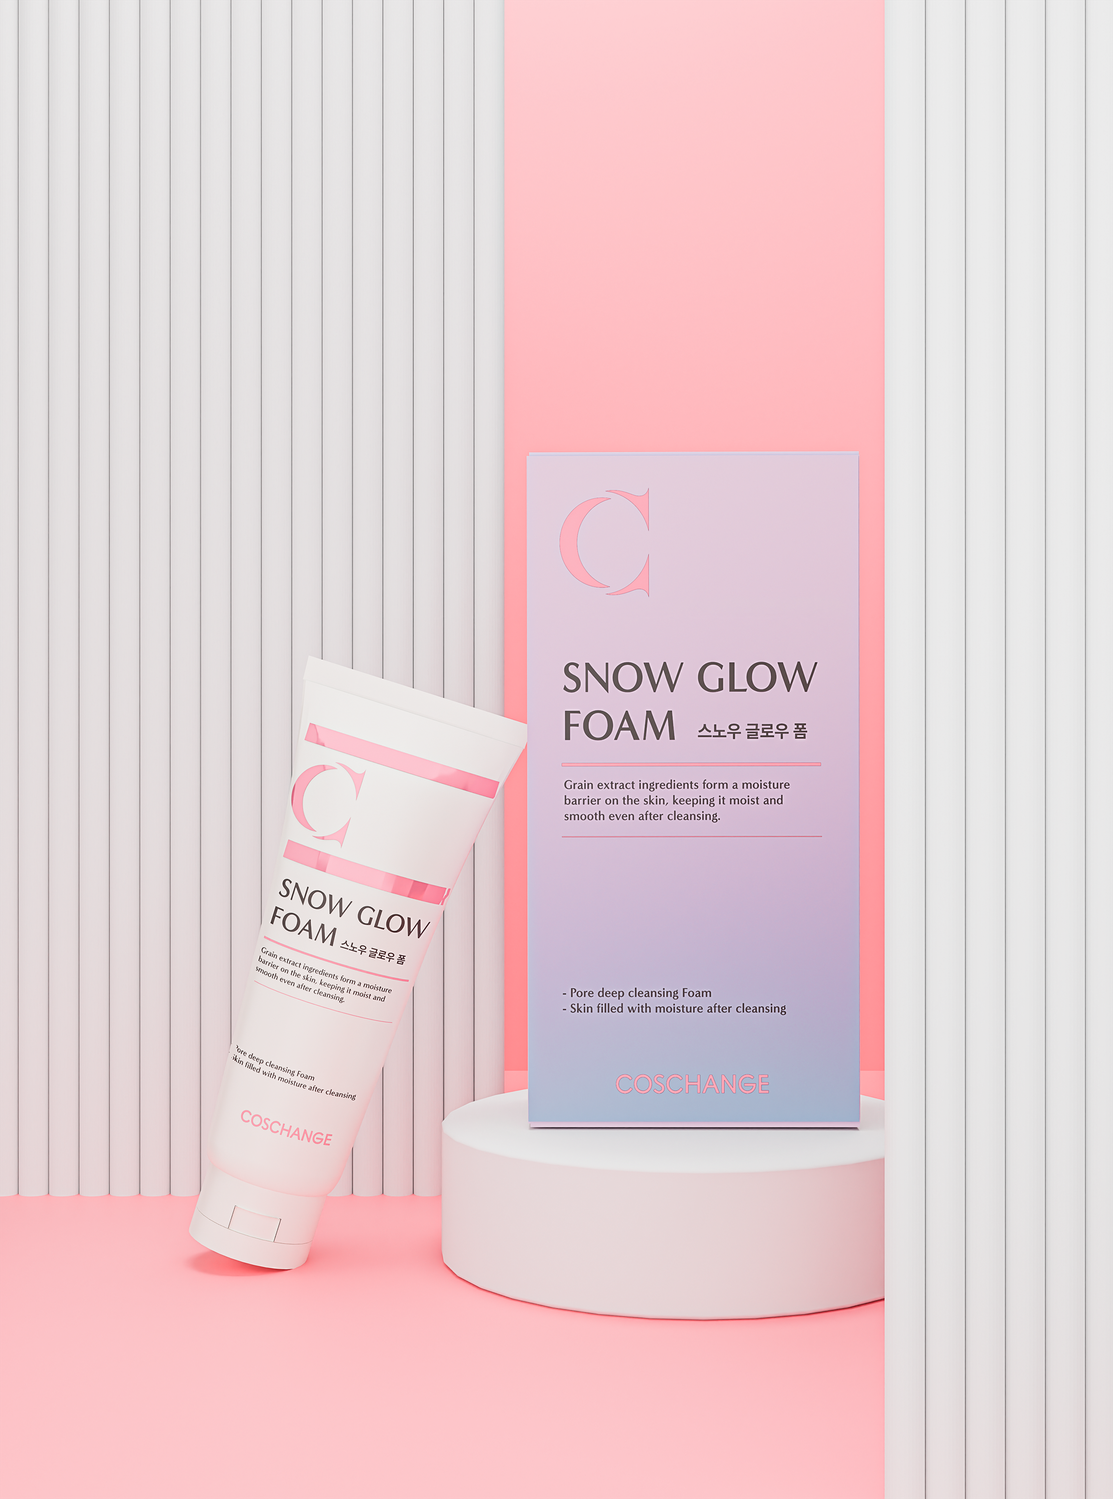 C
SNOW GLOW
FOAM 스노우 글로우 폼
Grain extract ingredients form a moisture
barrier on the skin, keeping it moist and
smooth even after cleansing.
- Pore deep cleansing Foam
- Skin filled with moisture after cleansing
COSCHANGE
C
SNOW GLOW
FOAM 스노우 글로우 폼
Grain extract ingredients form a moisture
barrier on the skin, keeping it moist and
smooth even after cleansing.
Pore deep cleansing Foam
Skin filled with moisture after cleansing
COSCHANGE